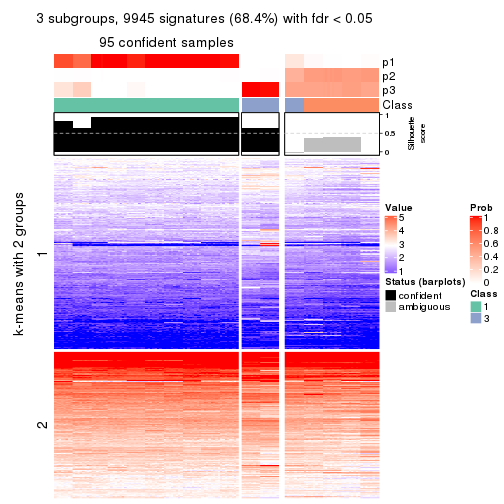 3 subgroups, 9945 signatures (68.4%) with fdr < 0.05
95 confident samples
p1
p2
p3
Class
1
0.5
0
Silhouette
score
k-means with 2 groups
1
2
Value
5
4
3
2
1
Status (barplots)
confident
ambiguous
Prob
1
0.8
0.6
0.4
0.2
0
Class
1
3